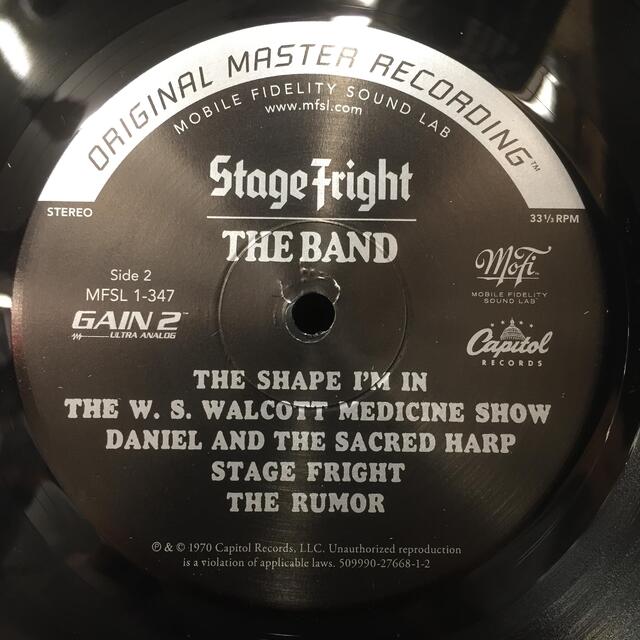 ORIGINAL MASTER RECORDING™
MOBILE FIDELITY SOUND LAB
www.mfsl.com
Stage Fright
STEREO
33 1/3 RPM
THE BAND
Side 2
MFSL 1-347
GAIN 2™
ULTRA ANALOG
MoFi™
MOBILE FIDELITY
SOUND LAB
Capitol
RECORDS
THE SHAPE I'M IN
THE W. S. WALCOTT MEDICINE SHOW
DANIEL AND THE SACRED HARP
STAGE FRIGHT
THE RUMOR
℗ & © 1970 Capitol Records, LLC. Unauthorized reproduction
is a violation of applicable laws. 509990-27668-1-2